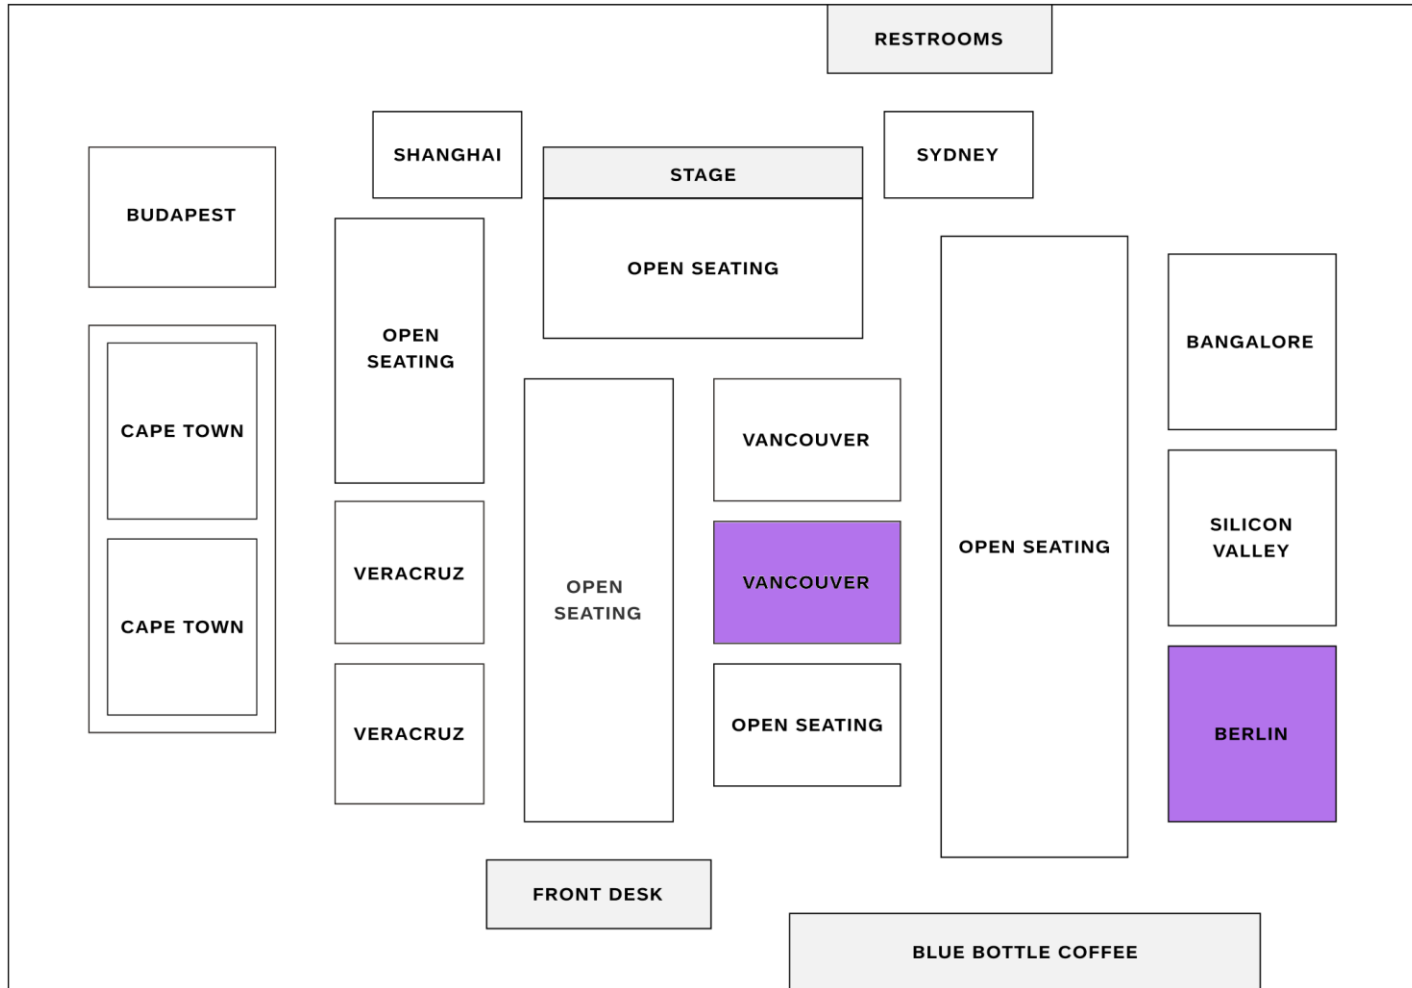 RESTROOMS
SHANGHAI
SYDNEY
STAGE
BUDAPEST
OPEN SEATING
OPEN
SEATING
BANGALORE
CAPE TOWN
VANCOUVER
SILICON
VALLEY
OPEN SEATING
VERACRUZ
VANCOUVER
OPEN
SEATING
CAPE TOWN
VERACRUZ
OPEN SEATING
BERLIN
FRONT DESK
BLUE BOTTLE COFFEE